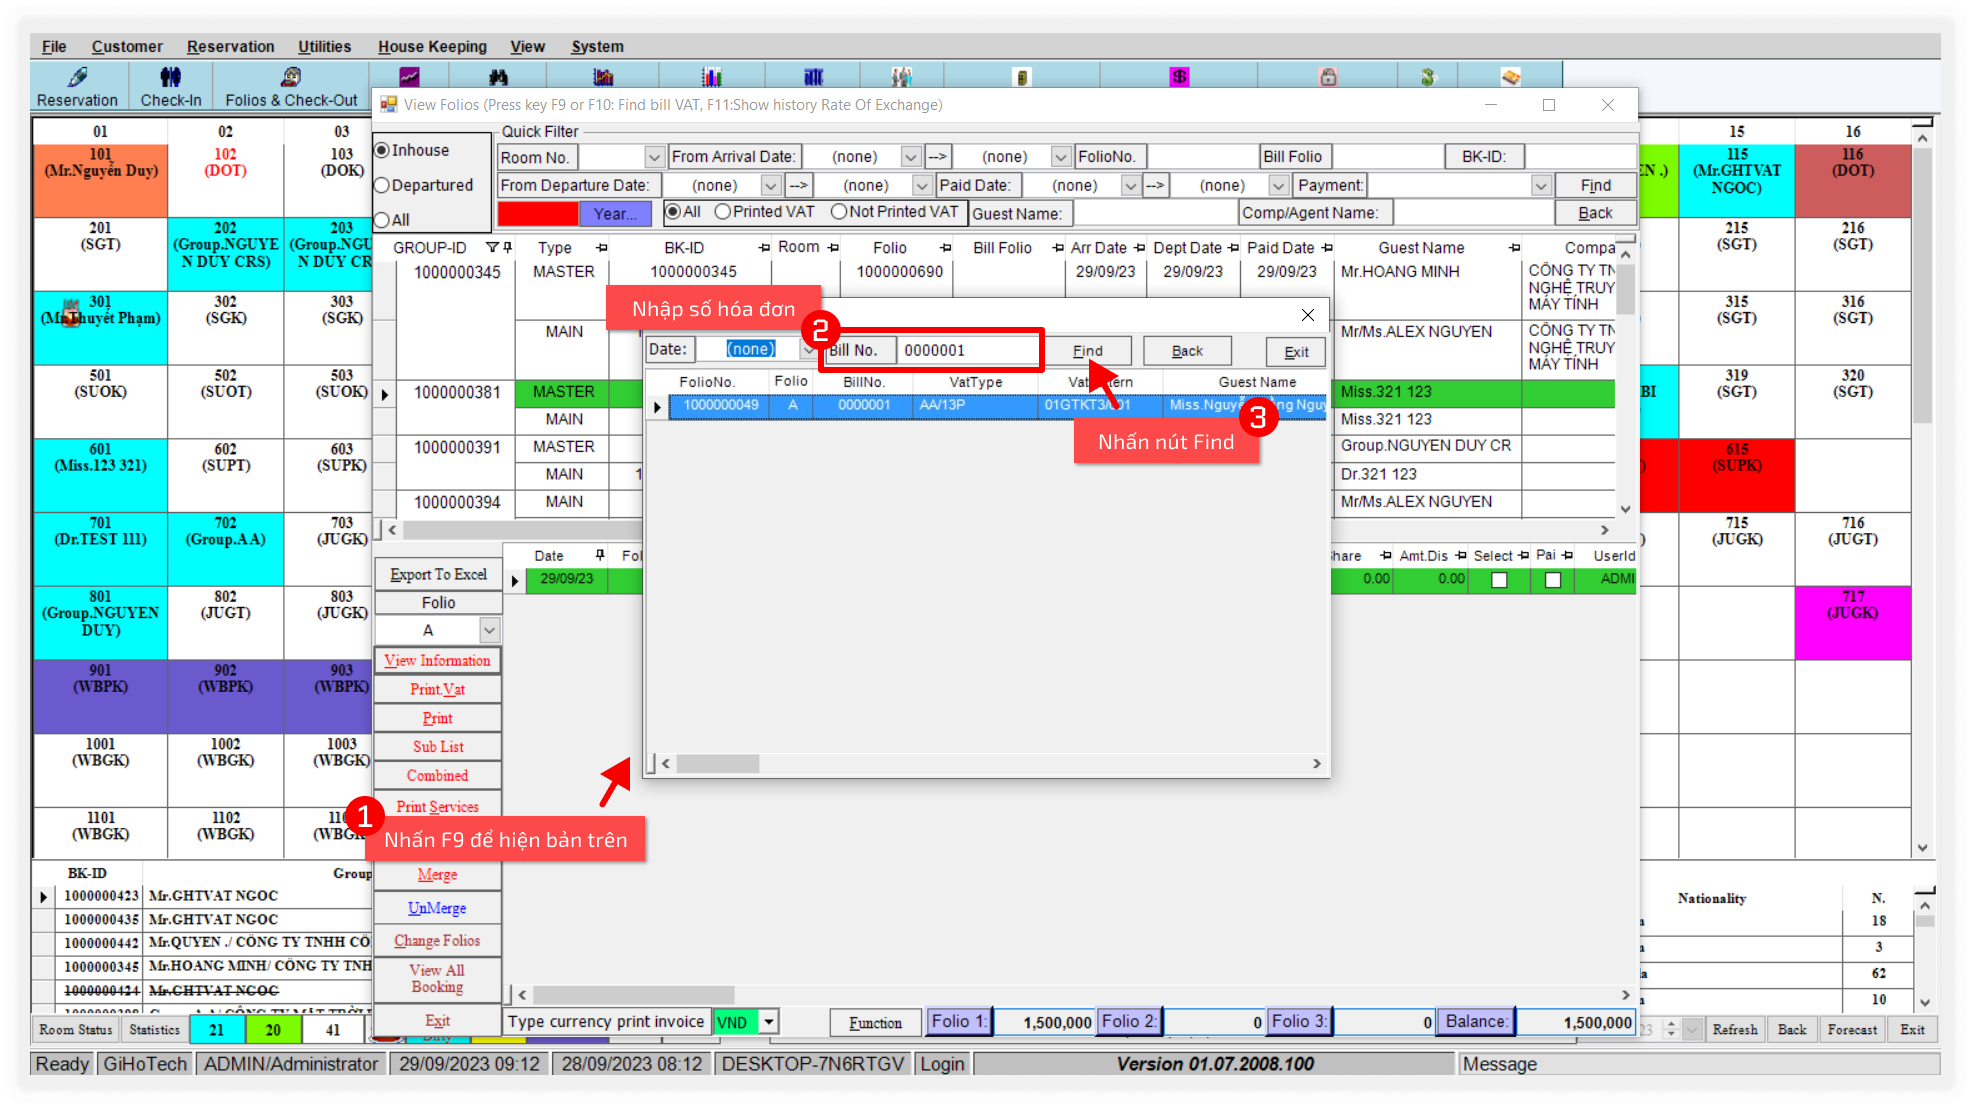 File Customer Reservation Utilities House Keeping View System
Reservation Check-In Folios & Check-Out
View Folios (Press key F9 or F10: Find bill VAT, F11:Show history Rate Of Exchange)
01 02 03 15 16
101 102 103 115 116
(Mr.Nguyễn Duy) (DOT) (DOK) EN .) (Mr.GHTVAT NGOC) (DOT)
201 202 203 215 216
(SGT) (Group.NGUYE N DUY CRS) (Group.NGU N DUY CR (SGT) (SGT)
301 302 303 315 316
(SGK) (SGK) (SGT) (SGT)
501 502 503 319 320
(SUOK) (SUOT) (SUOK) BI (SGT) (SGT)
601 602 603 615
(Miss.123 321) (SUPT) (SUPK) ) (SUPK)
701 702 703 715 716
(Dr.TEST 111) (Group.AA) (JUGK) ) (JUGK) (JUGT)
801 802 803 717
(Group.NGUYEN DUY) (JUGT) (JUGK) (JUGK)
901 902 903
(WBPK) (WBPK) (WBPK)
1001 1002 1003
(WBGK) (WBGK) (WBGK)
1101 1102
(WBGK) (WBGK)
Quick Filter
Inhouse
Departured
All
Room No. From Arrival Date: (none) --> (none) FolioNo. Bill Folio BK-ID:
From Departure Date: (none) --> (none) Paid Date: (none) --> (none) Payment: Find
Year... All Printed VAT Not Printed VAT Guest Name: Comp/Agent Name: Back
GROUP-ID Type BK-ID Room Folio Bill Folio Arr Date Dept Date Paid Date Guest Name Compa
1000000345 MASTER 1000000345 1000000690 29/09/23 29/09/23 29/09/23 Mr.HOANG MINH CÔNG TY TN
NGHỆ TRUY
MÁY TÍNH
MAIN Mr/Ms.ALEX NGUYEN CÔNG TY TN
NGHỆ TRUY
MÁY TÍNH
1000000381 MASTER Miss.321 123
MAIN Miss.321 123
1000000391 MASTER Group.NGUYEN DUY CR
MAIN 1 Dr.321 123
1000000394 MAIN Mr/Ms.ALEX NGUYEN
Nhập số hóa đơn
2
Date: (none) Bill No. 0000001 Find Back Exit
FolioNo. Folio BillNo. VatType Guest Name
1000000049 A 0000001 AA/13P
3
Nhấn nút Find
Date Fol hare Amt.Dis Select Pai UserId
29/09/23 0.00 0.00 ADMI
Export To Excel
Folio
A
View Information
Print.Vat
Print
Sub List
Combined
Print Services
1
Nhấn F9 để hiện bản trên
Merge
UnMerge
Change Folios
View All
Booking
Exit
BK-ID Group
1000000423 Mr.GHTVAT NGOC
1000000435 Mr.GHTVAT NGOC
1000000442 Mr.QUYEN ./ CÔNG TY TNHH CÔ
1000000345 Mr.HOANG MINH/ CÔNG TY TNH
1000000424 Mr.GHTVAT NGOC
Nationality N.
18
3
62
10
Type currency print invoice VND Function Folio 1: 1,500,000 Folio 2: 0 Folio 3: 0 Balance: 1,500,000
Room Status Statistics 21 20 41 23 Refresh Back Forecast Exit
Ready GiHoTech ADMIN/Administrator 29/09/2023 09:12 28/09/2023 08:12 DESKTOP-7N6RTGV Login Version 01.07.2008.100 Message